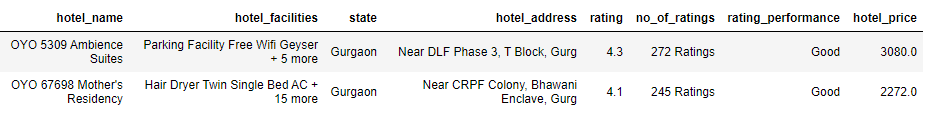 hotel_name hotel_facilities state hotel_address rating no_of_ratings rating_performance hotel_price
OYO 5309 Ambience Suites Parking Facility Free Wifi Geyser + 5 more Gurgaon Near DLF Phase 3, T Block, Gurg 4.3 272 Ratings Good 3080.0
OYO 67698 Mother's Residency Hair Dryer Twin Single Bed AC + 15 more Gurgaon Near CRPF Colony, Bhawani Enclave, Gurg 4.1 245 Ratings Good 2272.0